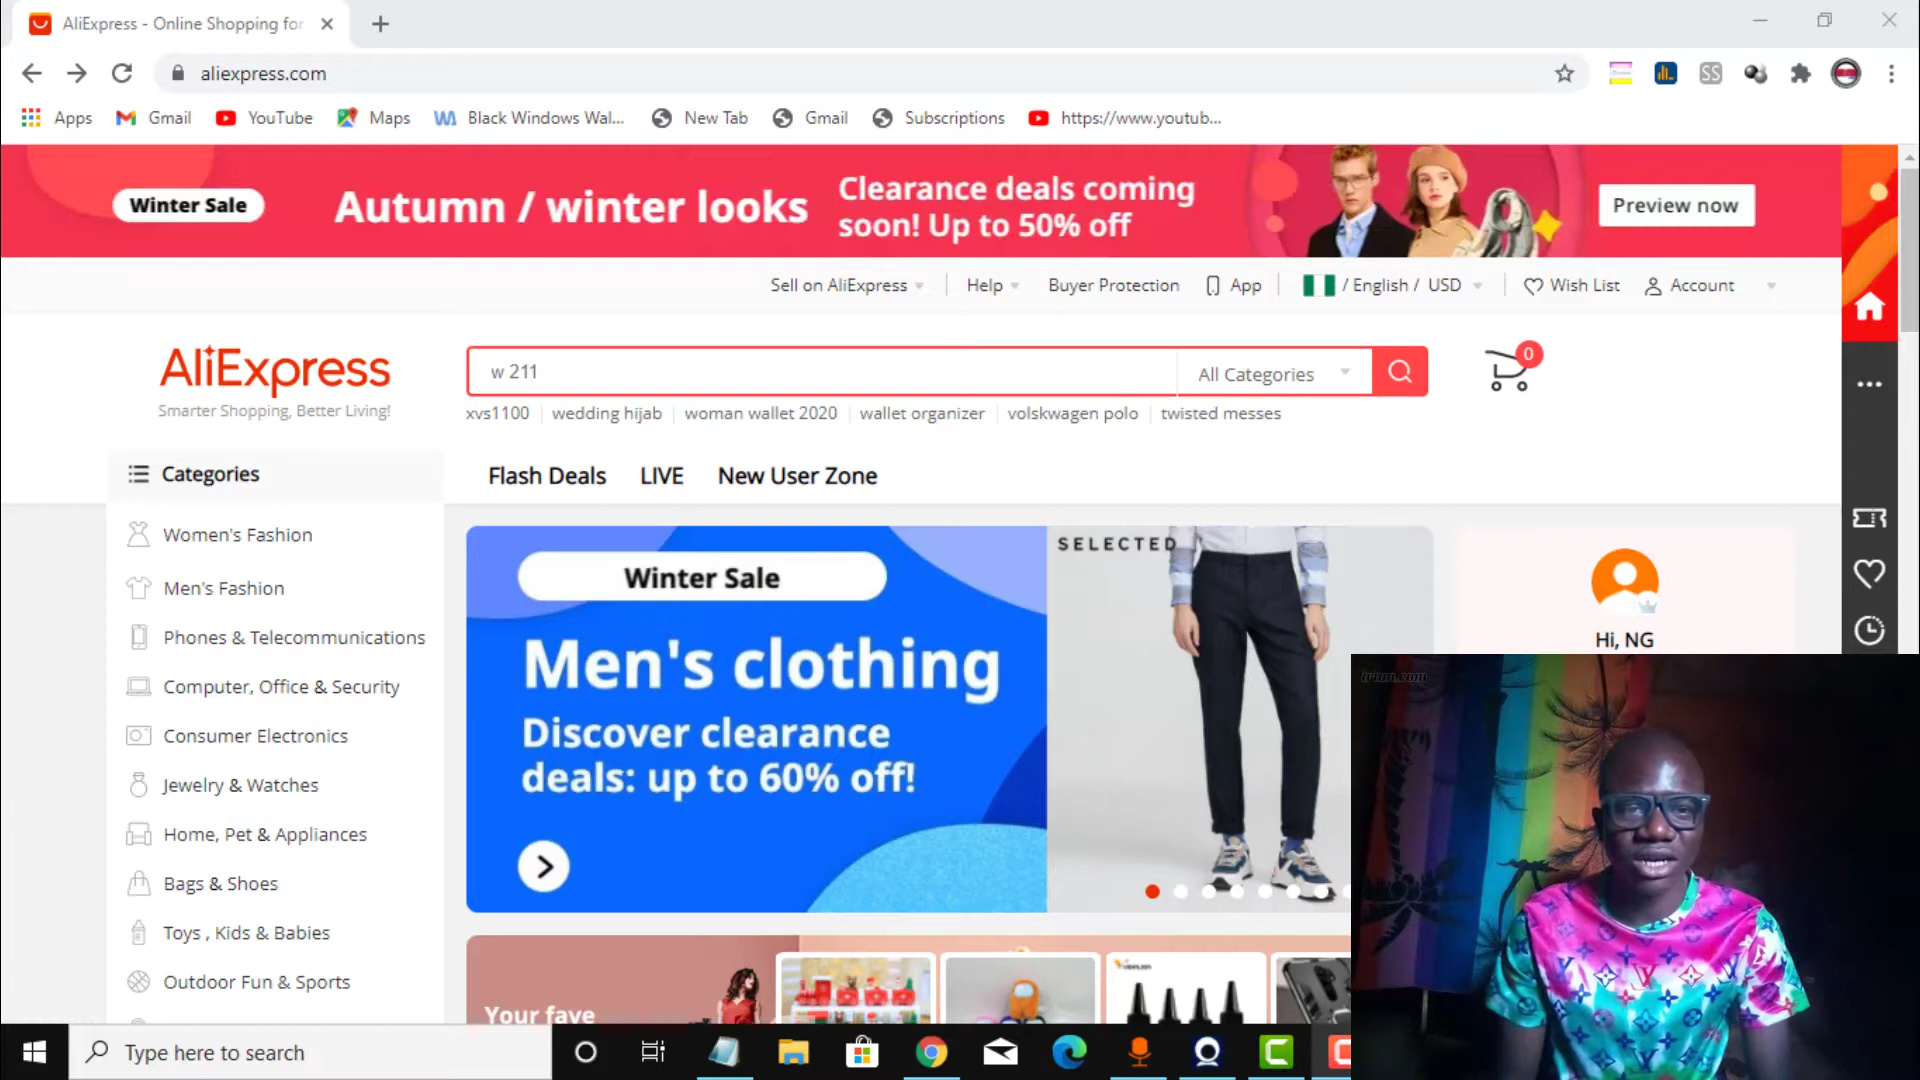 AliExpress - Online Shopping for
aliexpress.com
SS
Apps
Gmail
YouTube
Maps
Black Windows Wal...
New Tab
Gmail
Subscriptions
https://www.youtub...
Winter Sale
Autumn / winter looks
Clearance deals coming
soon! Up to 50% off
Preview now
Sell on AliExpress
Help
Buyer Protection
App
/ English / USD
Wish List
Account
AliExpress
Smarter Shopping, Better Living!
w 211
All Categories
0
xvs1100
wedding hijab
woman wallet 2020
wallet organizer
volskwagen polo
twisted messes
Categories
Flash Deals
LIVE
New User Zone
Women's Fashion
Men's Fashion
Phones & Telecommunications
Computer, Office & Security
Consumer Electronics
Jewelry & Watches
Home, Pet & Appliances
Bags & Shoes
Toys , Kids & Babies
Outdoor Fun & Sports
Winter Sale
Men's clothing
Discover clearance
deals: up to 60% off!
SELECTED
Hi, NG
Your fave
Type here to search